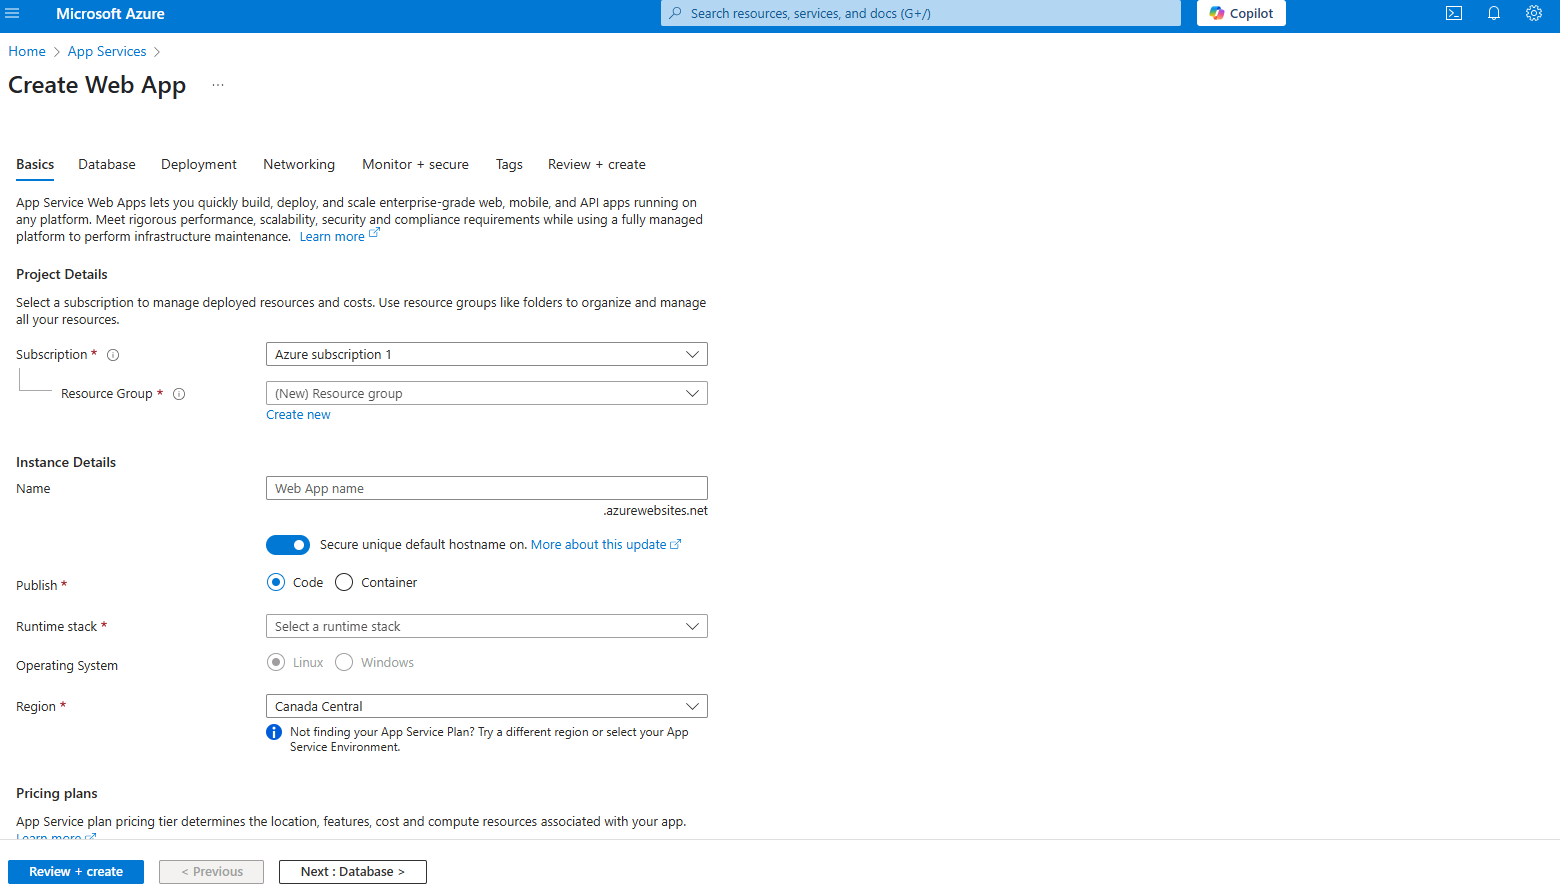 Microsoft Azure
Search resources, services, and docs (G+/)
Copilot
Home > App Services >
Create Web App ...
Basics Database Deployment Networking Monitor + secure Tags Review + create
App Service Web Apps lets you quickly build, deploy, and scale enterprise-grade web, mobile, and API apps running on
any platform. Meet rigorous performance, scalability, security and compliance requirements while using a fully managed
platform to perform infrastructure maintenance. Learn more
Project Details
Select a subscription to manage deployed resources and costs. Use resource groups like folders to organize and manage
all your resources.
Subscription * Azure subscription 1
Resource Group * (New) Resource group
Create new
Instance Details
Name Web App name
.azurewebsites.net
Secure unique default hostname on. More about this update
Publish * Code Container
Runtime stack * Select a runtime stack
Operating System Linux Windows
Region * Canada Central
Not finding your App Service Plan? Try a different region or select your App
Service Environment.
Pricing plans
App Service plan pricing tier determines the location, features, cost and compute resources associated with your app.
Learn more
Review + create < Previous Next : Database >